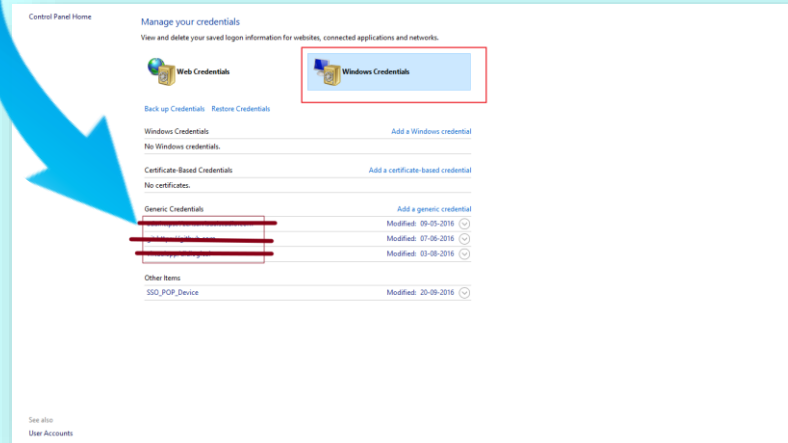 Control Panel Home
Manage your credentials
View and delete your saved logon information for websites, connected applications and networks.
Web Credentials
Windows Credentials
Back up Credentials Restore Credentials
Windows Credentials Add a Windows credential
No Windows credentials.
Certificate-Based Credentials Add a certificate-based credential
No certificates.
Generic Credentials Add a generic credential
Modified: 09-05-2016
Modified: 07-06-2016
Modified: 03-08-2016
Other Items
SSO_POP_Device Modified: 20-09-2016
See also
User Accounts